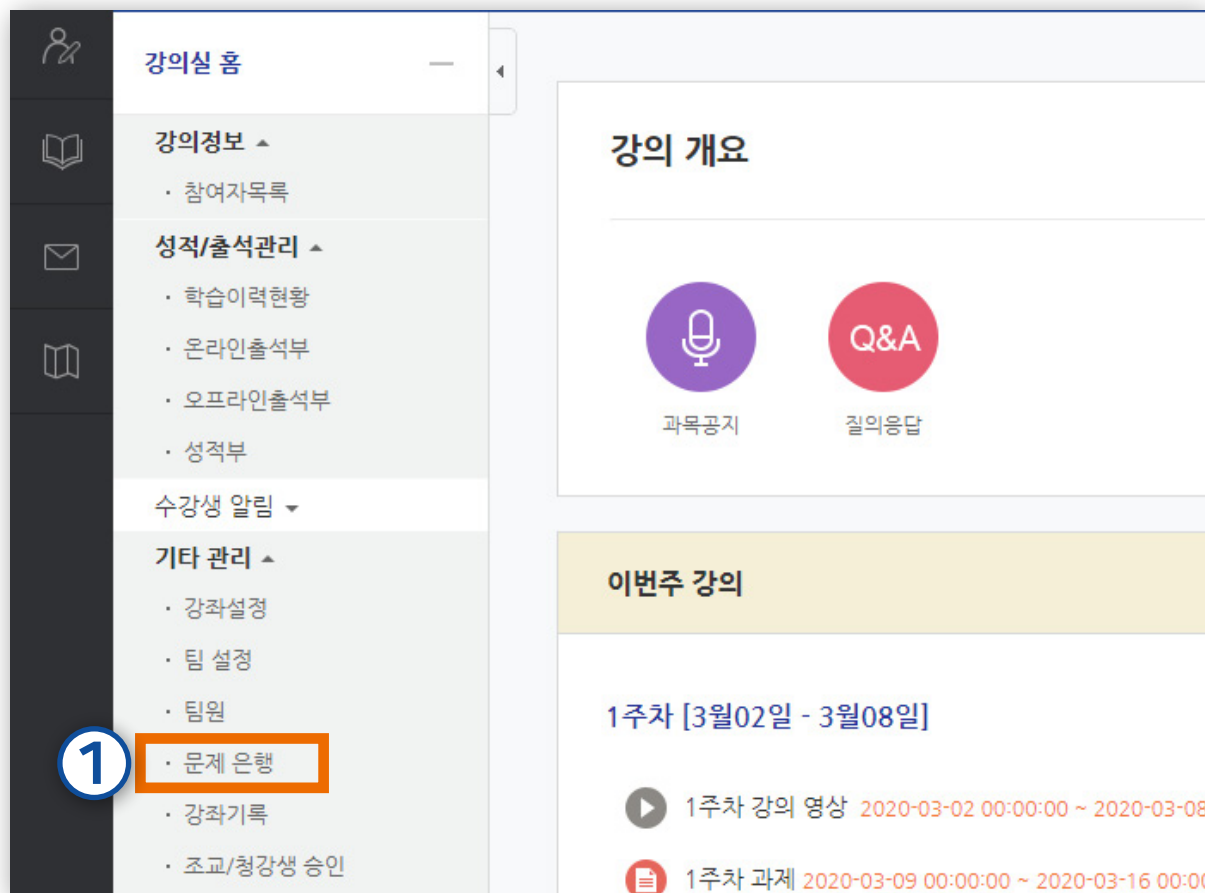 강의실 홈
강의정보
· 참여자목록
성적/출석관리
· 학습이력현황
· 온라인출석부
· 오프라인출석부
· 성적부
수강생 알림
기타 관리
· 강좌설정
· 팀 설정
· 팀원
1
· 문제 은행
· 강좌기록
· 조교/청강생 승인
강의 개요
Q&A
과목공지
질의응답
이번주 강의
1주차 [3월02일 - 3월08일]
1주차 강의 영상 2020-03-02 00:00:00 ~ 2020-03-08
1주차 과제 2020-03-09 00:00:00 ~ 2020-03-16 00:00